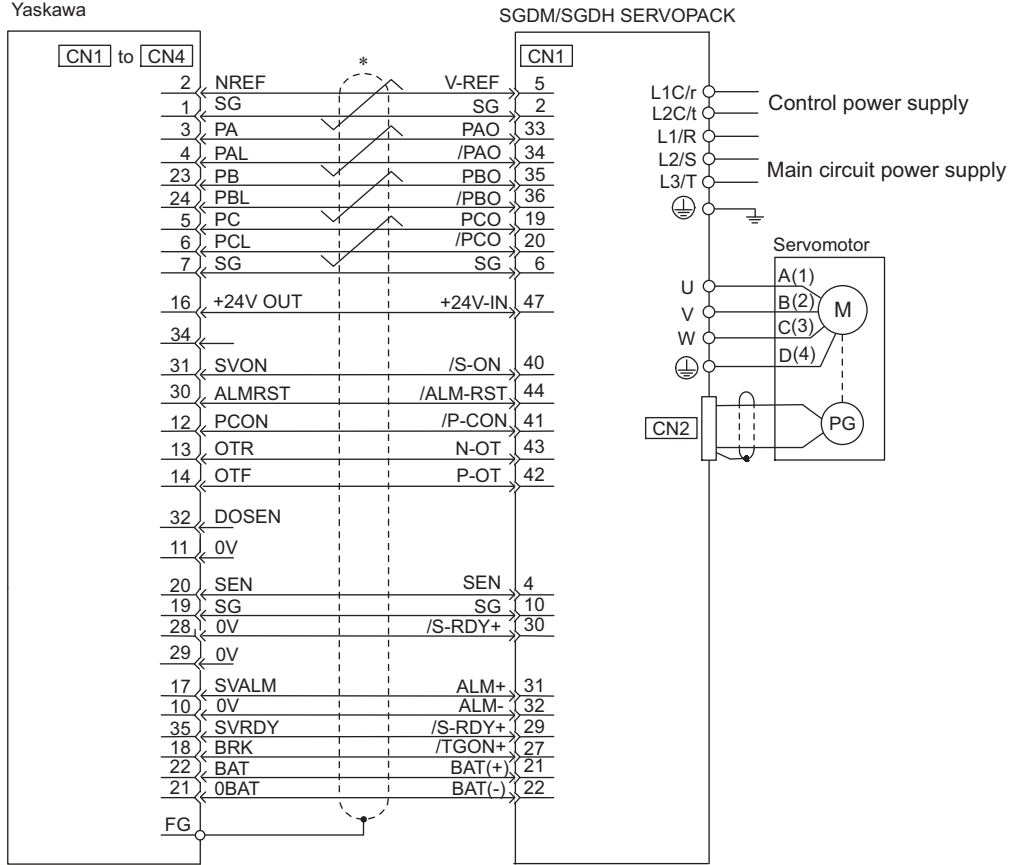 Yaskawa
SGDM/SGDH SERVOPACK
CN1 to CN4
*
CN1
2 NREF V-REF 5
1 SG SG 2
3 PA PAO 33
4 PAL /PAO 34
23 PB PBO 35
24 PBL /PBO 36
5 PC PCO 19
6 PCL /PCO 20
7 SG SG 6
16 +24V OUT +24V-IN 47
34
31 SVON /S-ON 40
30 ALMRST /ALM-RST 44
12 PCON /P-CON 41
13 OTR N-OT 43
14 OTF P-OT 42
32 DOSEN
11 0V
20 SEN SEN 4
19 SG SG 10
28 0V /S-RDY+ 30
29 0V
17 SVALM ALM+ 31
10 0V ALM- 32
35 SVRDY /S-RDY+ 29
18 BRK /TGON+ 27
22 BAT BAT(+) 21
21 0BAT BAT(-) 22
FG
L1C/r
L2C/t
Control power supply
L1/R
L2/S
L3/T
Main circuit power supply
Servomotor
U A(1)
V B(2)
W C(3)
D(4)
M
CN2
PG